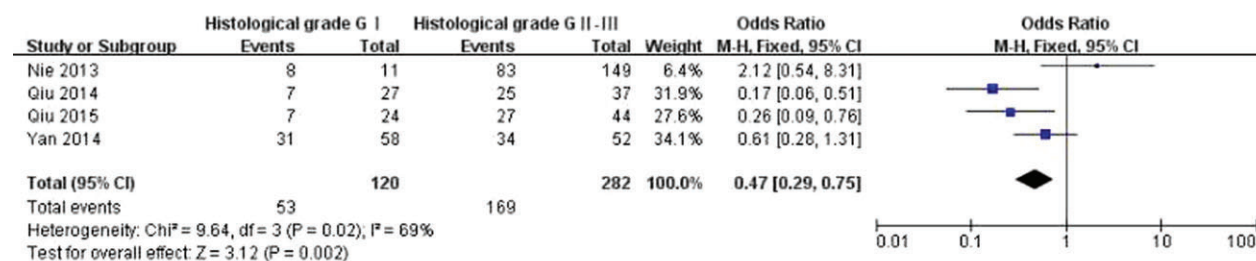 Histological grade G I Histological grade G II-III Odds Ratio Odds Ratio
Study or Subgroup Events Total Events Total Weight M-H, Fixed, 95% CI M-H, Fixed, 95% CI
Nie 2013 8 11 83 149 6.4% 2.12 [0.54, 8.31]
Qiu 2014 7 27 25 37 31.9% 0.17 [0.06, 0.51]
Qiu 2015 7 24 27 44 27.6% 0.26 [0.09, 0.76]
Yan 2014 31 58 34 52 34.1% 0.61 [0.28, 1.31]
Total (95% CI) 120 282 100.0% 0.47 [0.29, 0.75]
Total events 53 169
Heterogeneity: Chi² = 9.64, df = 3 (P = 0.02); I² = 69%
Test for overall effect: Z = 3.12 (P = 0.002)
0.01 0.1 1 10 100